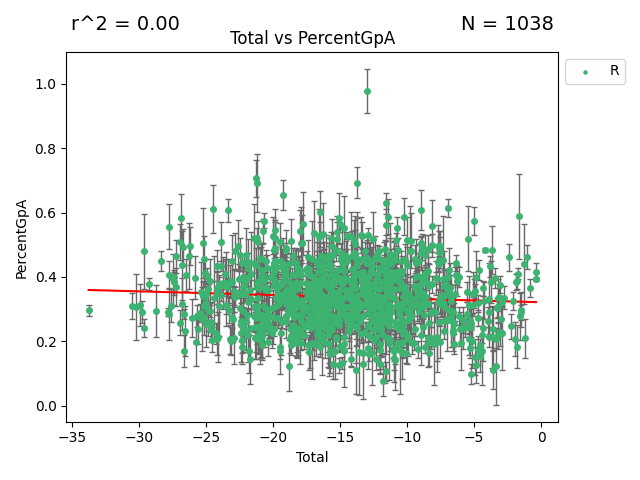 r^2 = 0.00
N = 1038
Total vs PercentGpA
R
1.0
0.8
0.6
0.4
0.2
0.0
PercentGpA
−35
−30
−25
−20
−15
−10
−5
0
Total